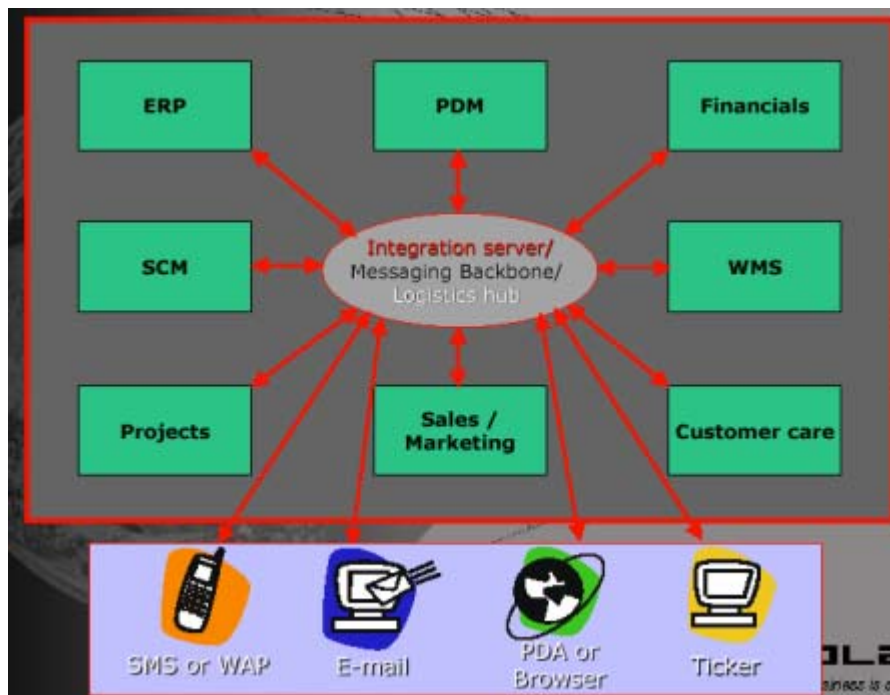 ERP
PDM
Financials
Integration server/
Messaging Backbone/
Logistics hub
SCM
WMS
Projects
Sales /
Marketing
Customer care
SMS or WAP
E-mail
PDA or
Browser
Ticker